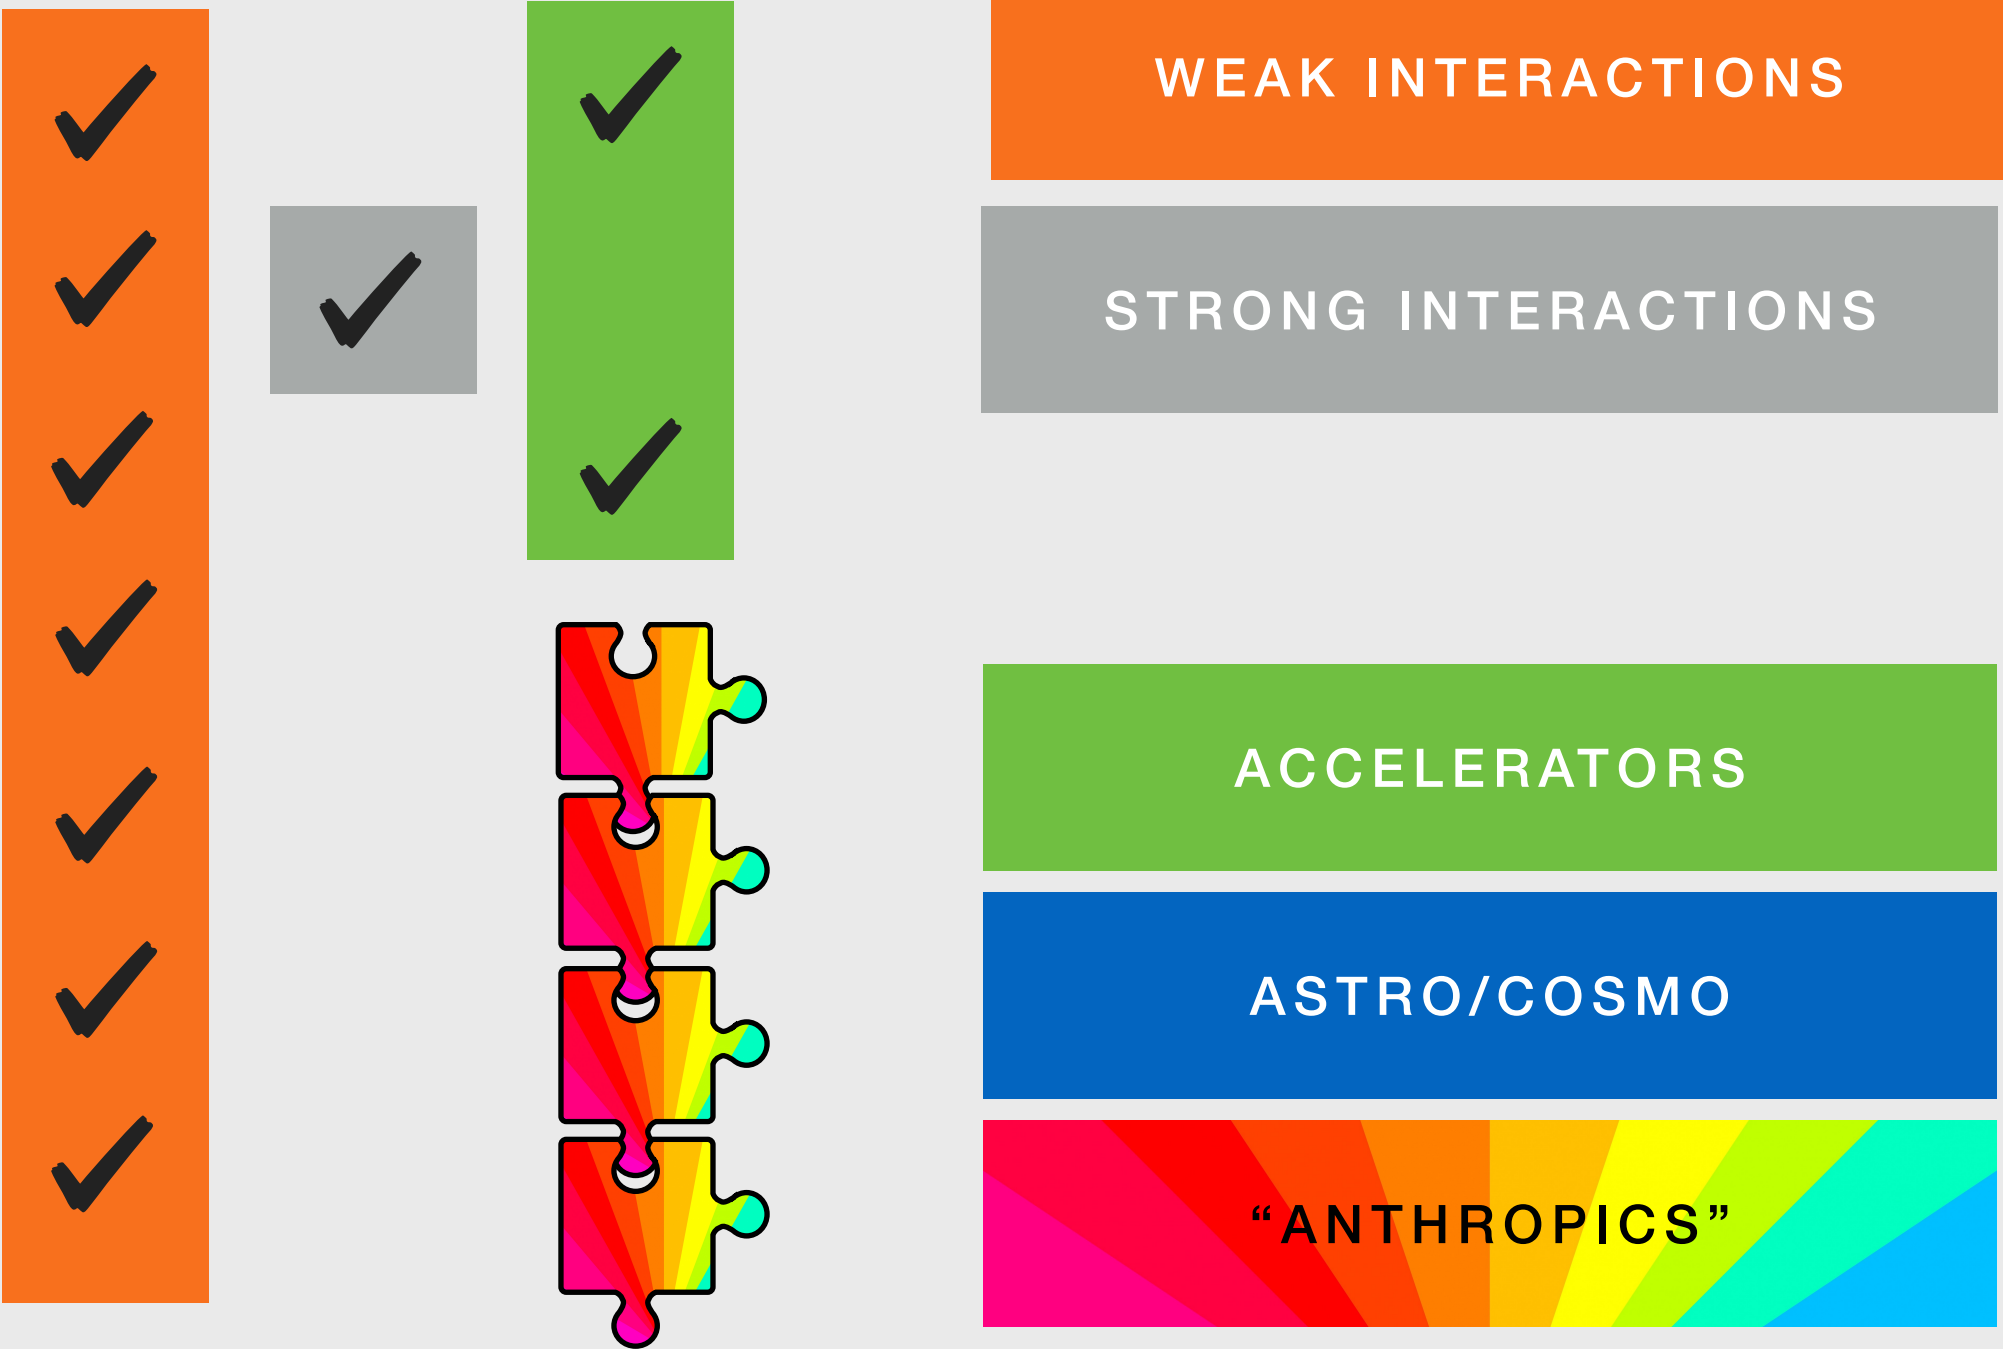 WEAK INTERACTIONS
STRONG INTERACTIONS
ACCELERATORS
ASTRO/COSMO
“ANTHROPICS”